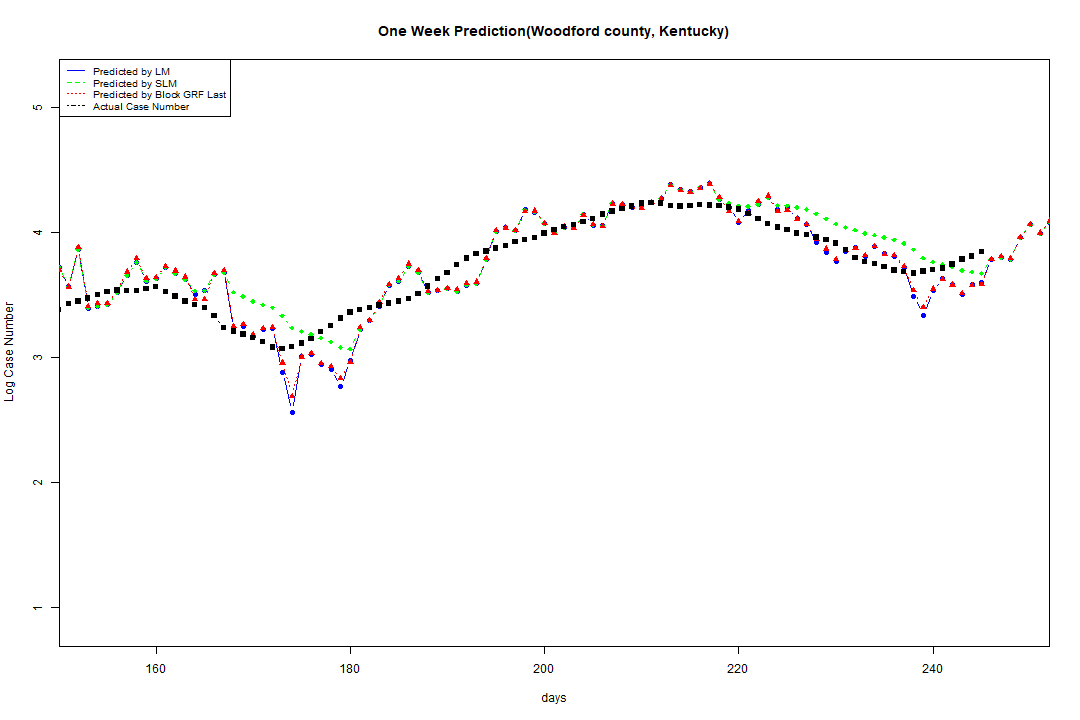 One Week Prediction(Woodford county, Kentucky)
Predicted by LM
Predicted by SLM
Predicted by Block GRF Last
Actual Case Number
5
4
3
2
1
Log Case Number
160 180 200 220 240
days